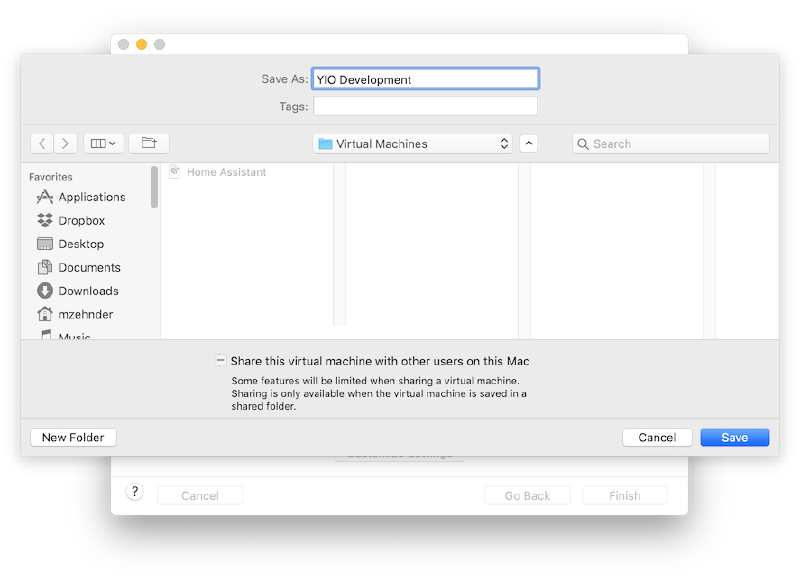 Save As: YIO Development
Tags:
Virtual Machines
Search
Favorites
Applications
Dropbox
Desktop
Documents
Downloads
mzehnder
Music
Home Assistant
Share this virtual machine with other users on this Mac
Some features will be limited when sharing a virtual machine.
Sharing is only available when the virtual machine is saved in a
shared folder.
New Folder
Cancel
Save
Customize Settings
?
Cancel
Go Back
Finish